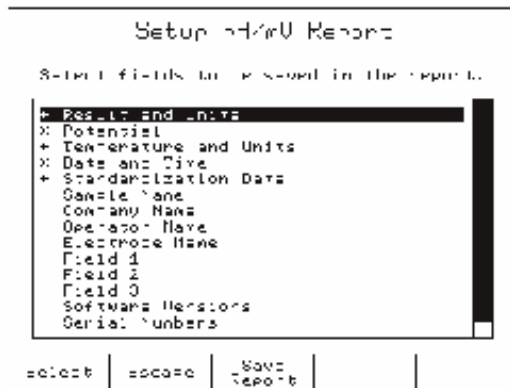 Setup pH/mV Report
Select fields to be saved in the report.
+ Result and Units
X Potential
+ Temperature and Units
X Date and Time
+ Standardization Data
Sample Name
Company Name
Operator Name
Electrode Name
Field 1
Field 2
Field 3
Software Versions
Serial Numbers
Select
Escape
Save
Report